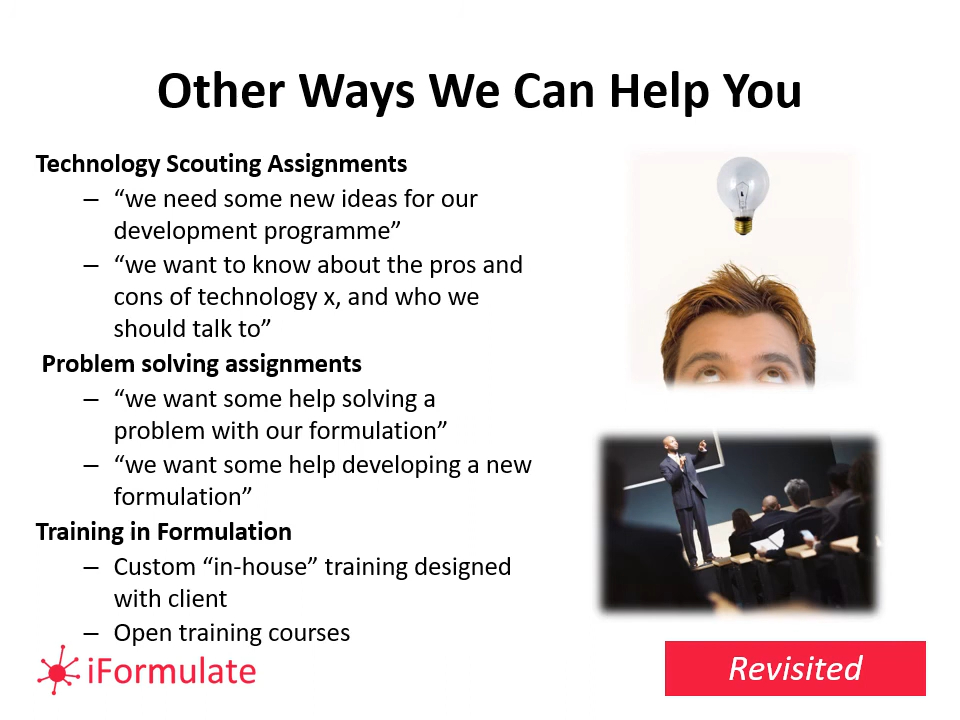 Other Ways We Can Help You
Technology Scouting Assignments
– “we need some new ideas for our
development programme”
– “we want to know about the pros and
cons of technology x, and who we
should talk to”
Problem solving assignments
– “we want some help solving a
problem with our formulation”
– “we want some help developing a new
formulation”
Training in Formulation
– Custom “in-house” training designed
with client
– Open training courses
iFormulate
Revisited